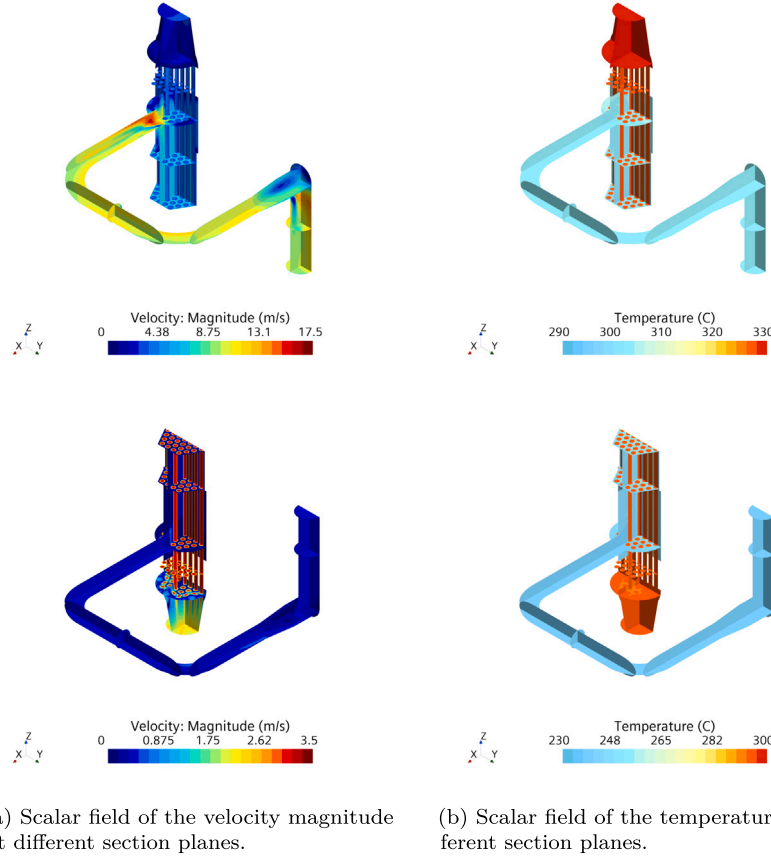 Velocity: Magnitude (m/s)
0 4.38 8.75 13.1 17.5
Z
X Y
Temperature (C)
290 300 310 320 330
Z
X Y
Velocity: Magnitude (m/s)
0 0.875 1.75 2.62 3.5
Z
X Y
Temperature (C)
230 248 265 282 300
Z
X Y
) Scalar field of the velocity magnitude
t different section planes.
(b) Scalar field of the temperatur
ferent section planes.